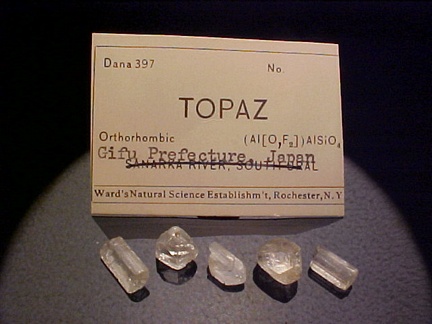 Dana 397
No.
TOPAZ
Orthorhombic (Al[O,F₂])AlSiO₄
Gifu Prefecture, Japan
SANARKA RIVER, SOUTH URAL
Ward's Natural Science Establishm't, Rochester, N.Y